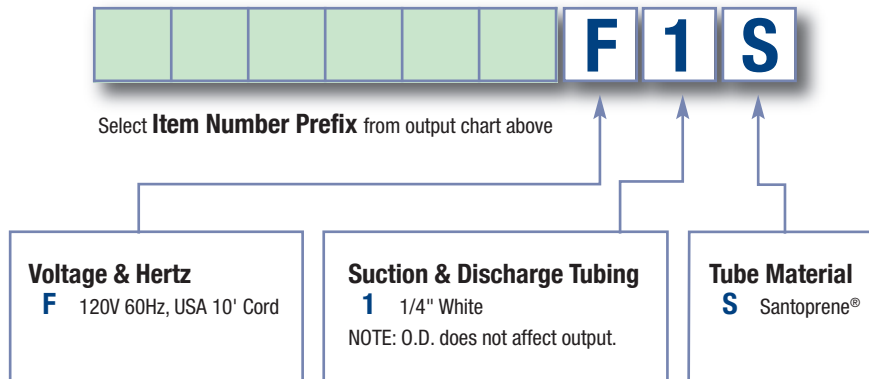 F 1 S
Select Item Number Prefix from output chart above
Voltage & Hertz
F 120V 60Hz, USA 10' Cord
Suction & Discharge Tubing
1 1/4" White
NOTE: O.D. does not affect output.
Tube Material
S Santoprene®